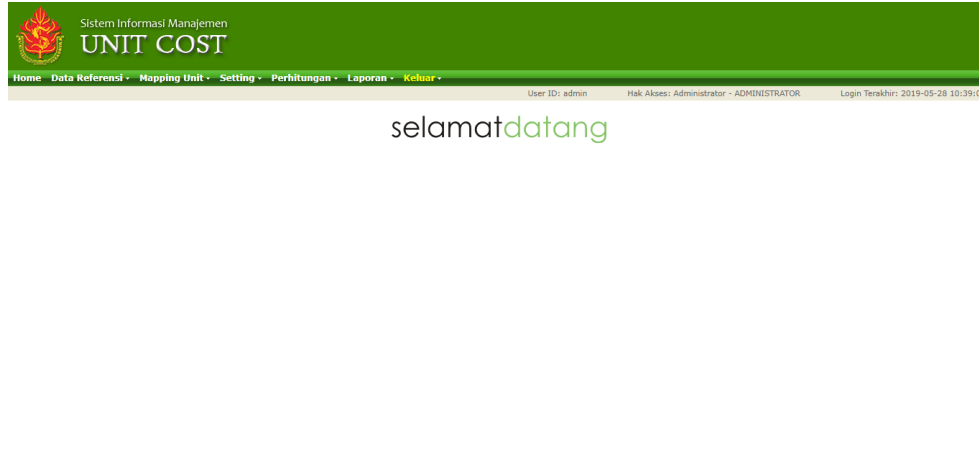 Sistem Informasi Manajemen
UNIT COST
Home Data Referensi Mapping Unit Setting Perhitungan Laporan Keluar
User ID: admin Hak Akses: Administrator - ADMINISTRATOR Login Terakhir: 2019-05-28 10:39:0
selamatdatang